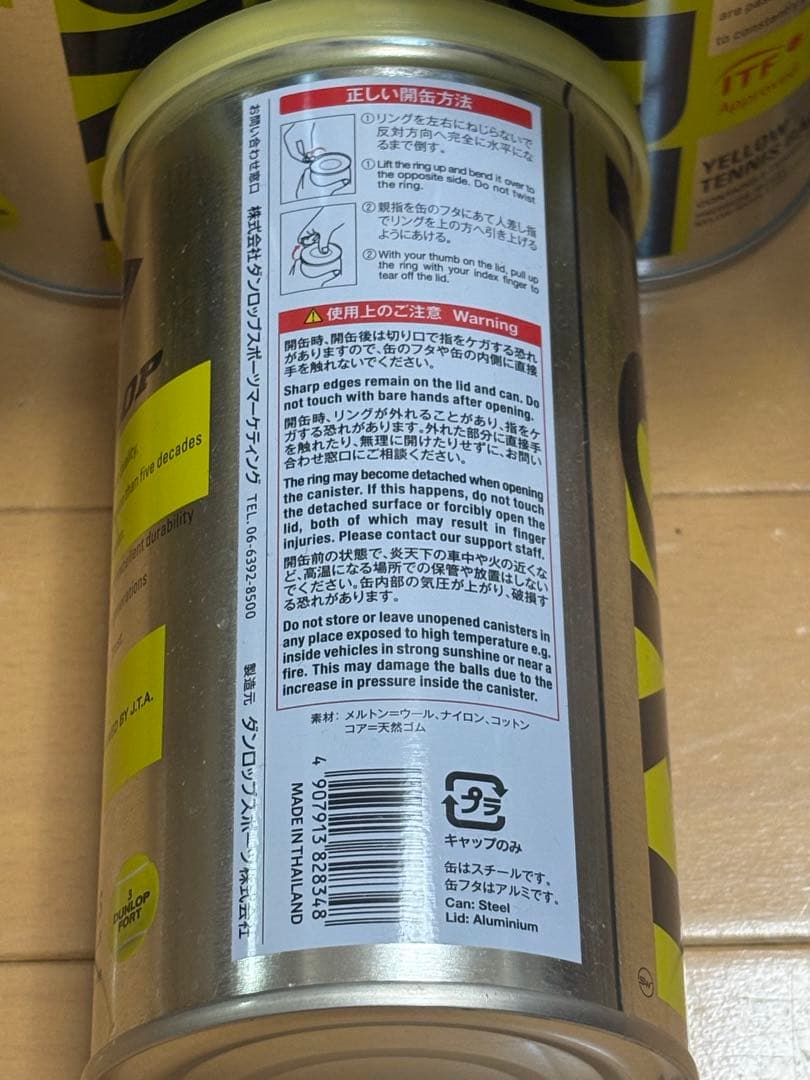 正しい開缶方法
①リングを左右にねじらないで
反対方向へ完全に水平にな
るまで倒す。
① Lift the ring up and bend it over to
the opposite side. Do not twist
the ring.
② 親指を缶のフタにあて人差し指
でリングを上の方へ引き上げる
ようにあける。
② With your thumb on the lid, pull up
the ring with your index finger to
tear off the lid.
使用上のご注意 Warning
開缶時、開缶後は切り口で指をケガする恐れ
がありますので、缶のフタや缶の内側に直接
手を触れないでください。
Sharp edges remain on the lid and can. Do
not touch with bare hands after opening.
開缶時、リングが外れることがあり、指をケ
ガする恐れがあります。外れた部分に直接手
を触れたり、無理に開けたりせずに、お問い
合わせ窓口にご相談ください。
The ring may become detached when opening
the canister. If this happens, do not touch
the detached surface or forcibly open the
lid, both of which may result in finger
injuries. Please contact our support staff.
開缶前の状態で、炎天下の車中や火の近くな
ど、高温になる場所での保管や放置はしない
でください。缶内部の気圧が上がり、破損す
る恐れがあります。
Do not store or leave unopened canisters in
any place exposed to high temperature e.g.
inside vehicles in strong sunshine or near a
fire. This may damage the balls due to the
increase in pressure inside the canister.
素材：メルトン=ウール、ナイロン、コットン
コア=天然ゴム
4 907913 828348
MADE IN THAILAND
プラ
キャップのみ
缶はスチールです。
缶フタはアルミです。
Can: Steel
Lid: Aluminium
お問い合わせ窓口 株式会社ダンロップスポーツマーケティング TEL. 06-6392-8500
製造元 ダンロップスポーツ株式会社
than five decades
durability
BY J.T.A.
3
DUNLOP
FORT
are
to constantly
ITF
Approved
YELLOW
TENNIS